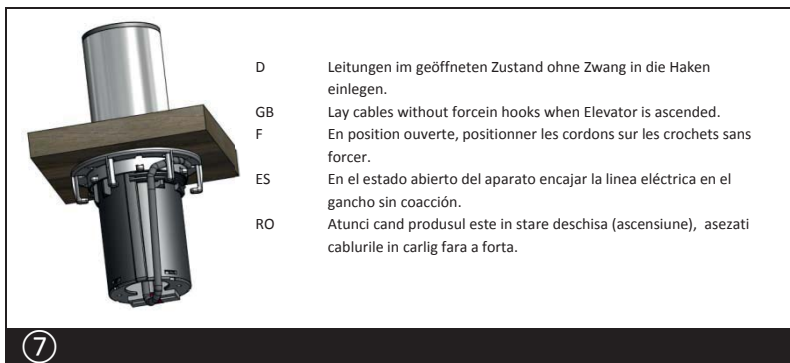 D Leitungen im geöffneten Zustand ohne Zwang in die Haken
einlegen.
GB Lay cables without forcein hooks when Elevator is ascended.
F En position ouverte, positionner les cordons sur les crochets sans
forcer.
ES En el estado abierto del aparato encajar la linea eléctrica en el
gancho sin coacción.
RO Atunci cand produsul este in stare deschisa (ascensiune), asezati
cablurile in carlig fara a forta.
7